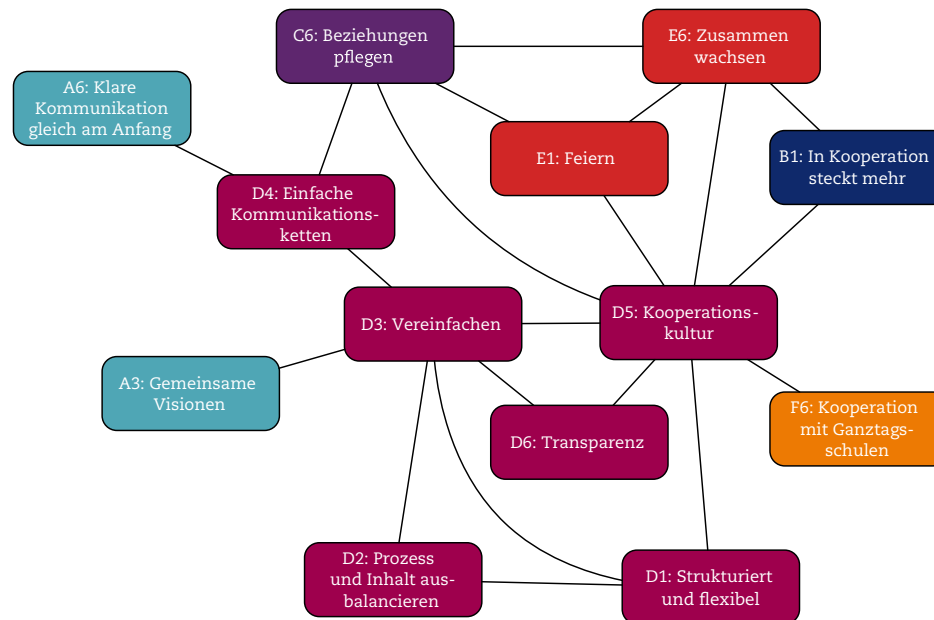 C6: Beziehungen
pflegen
E6: Zusammen
wachsen
A6: Klare
Kommunikation
gleich am Anfang
E1: Feiern
B1: In Kooperation
steckt mehr
D4: Einfache
Kommunikations-
ketten
D3: Vereinfachen
D5: Kooperations-
kultur
A3: Gemeinsame
Visionen
D6: Transparenz
F6: Kooperation
mit Ganztags-
schulen
D2: Prozess
und Inhalt aus-
balancieren
D1: Strukturiert
und flexibel